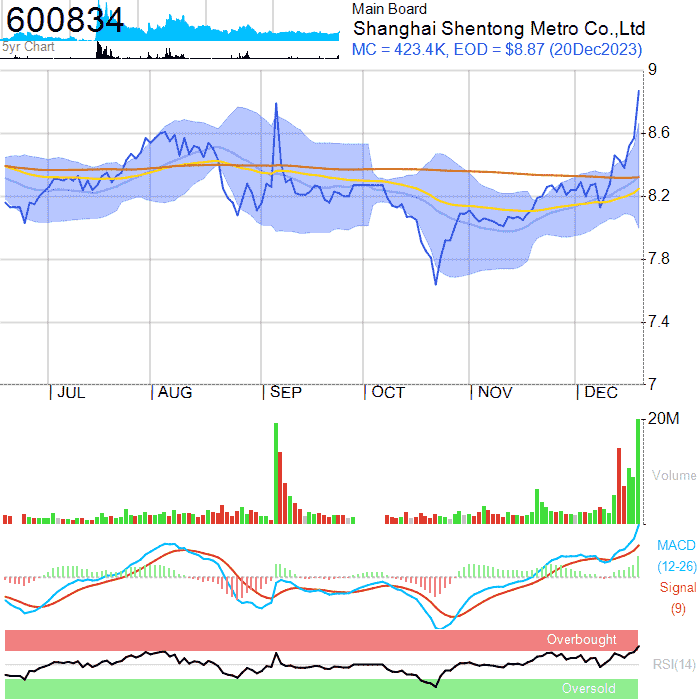 600834
5yr Chart
Main Board
Shanghai Shentong Metro Co.,Ltd
MC = 423.4K, EOD = $8.87 (20Dec2023)
9
8.6
8.2
7.8
7.4
7
JUL AUG SEP OCT NOV DEC
20M
Volume
MACD
(12-26)
Signal
(9)
Overbought
RSI(14)
Oversold